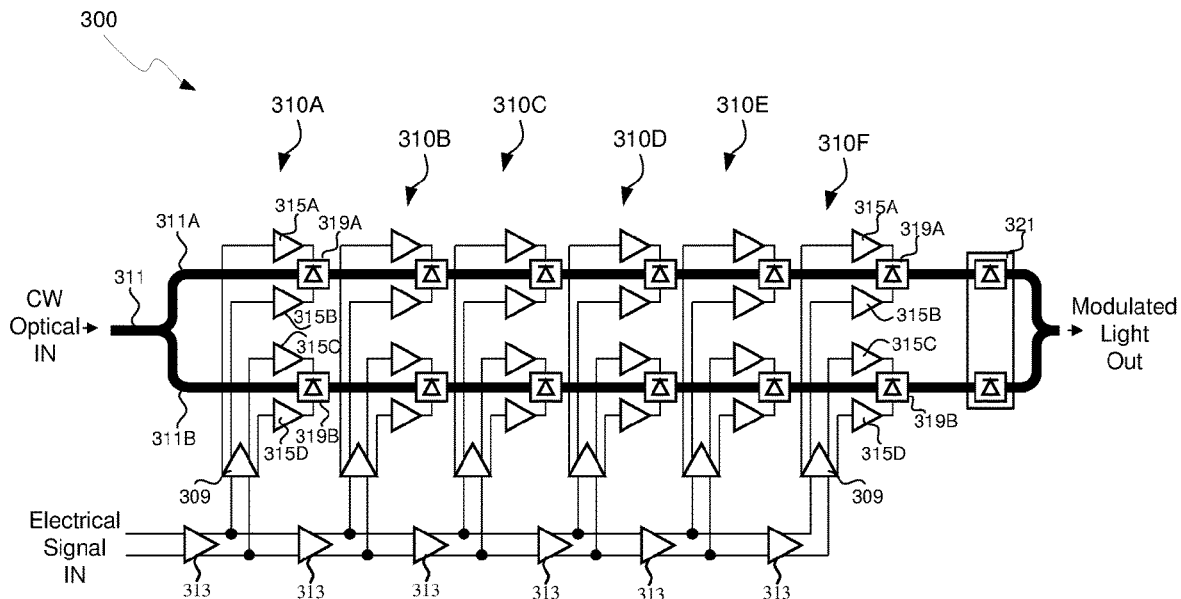 300
310A
310C
310E
310B
310D
310F
315A
319A
315A
319A
321
311A
311
CW
Optical
IN
315B
315C
315B
315C
Modulated
Light
Out
311B
315D
319B
319B
315D
309
309
Electrical
Signal
IN
313
313
313
313
313
313